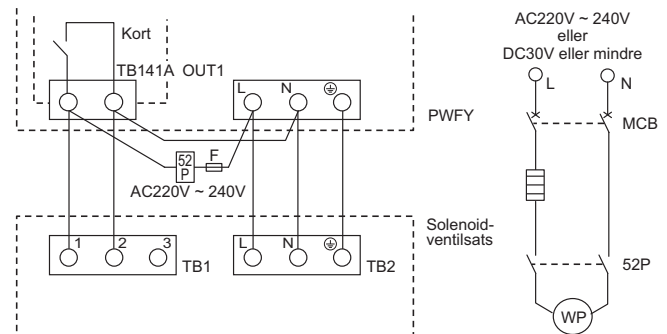 Kort
TB141A OUT1
L N
PWFY
52
P
F
AC220V ~ 240V
1 2 3
TB1
L N
TB2
Solenoid-
ventilsats
AC220V ~ 240V
eller
DC30V eller mindre
L N
MCB
52P
WP